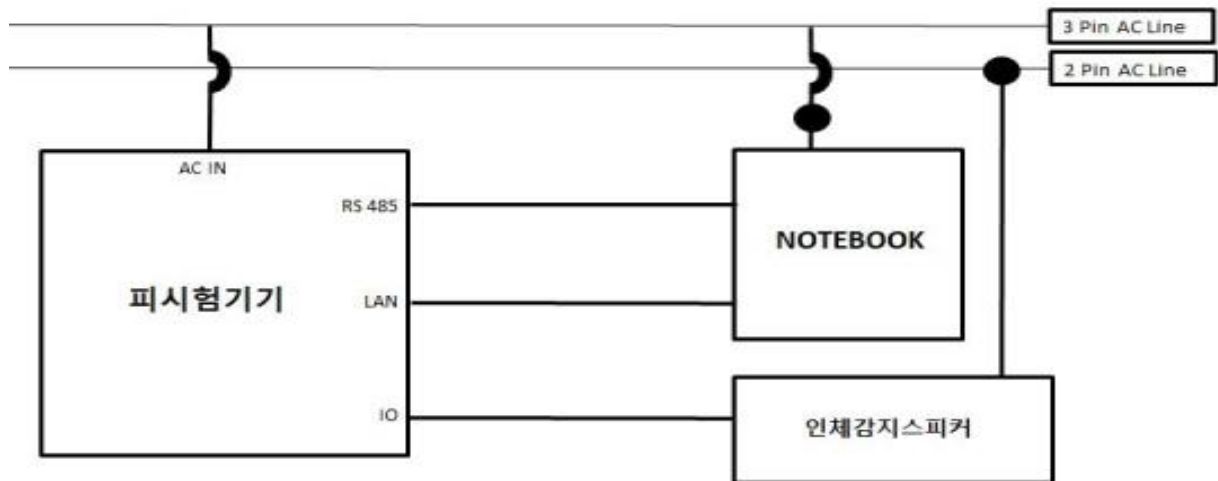 3 Pin AC Line
2 Pin AC Line
AC IN
RS 485
NOTEBOOK
피시험기기
LAN
IO
인체감지스피커